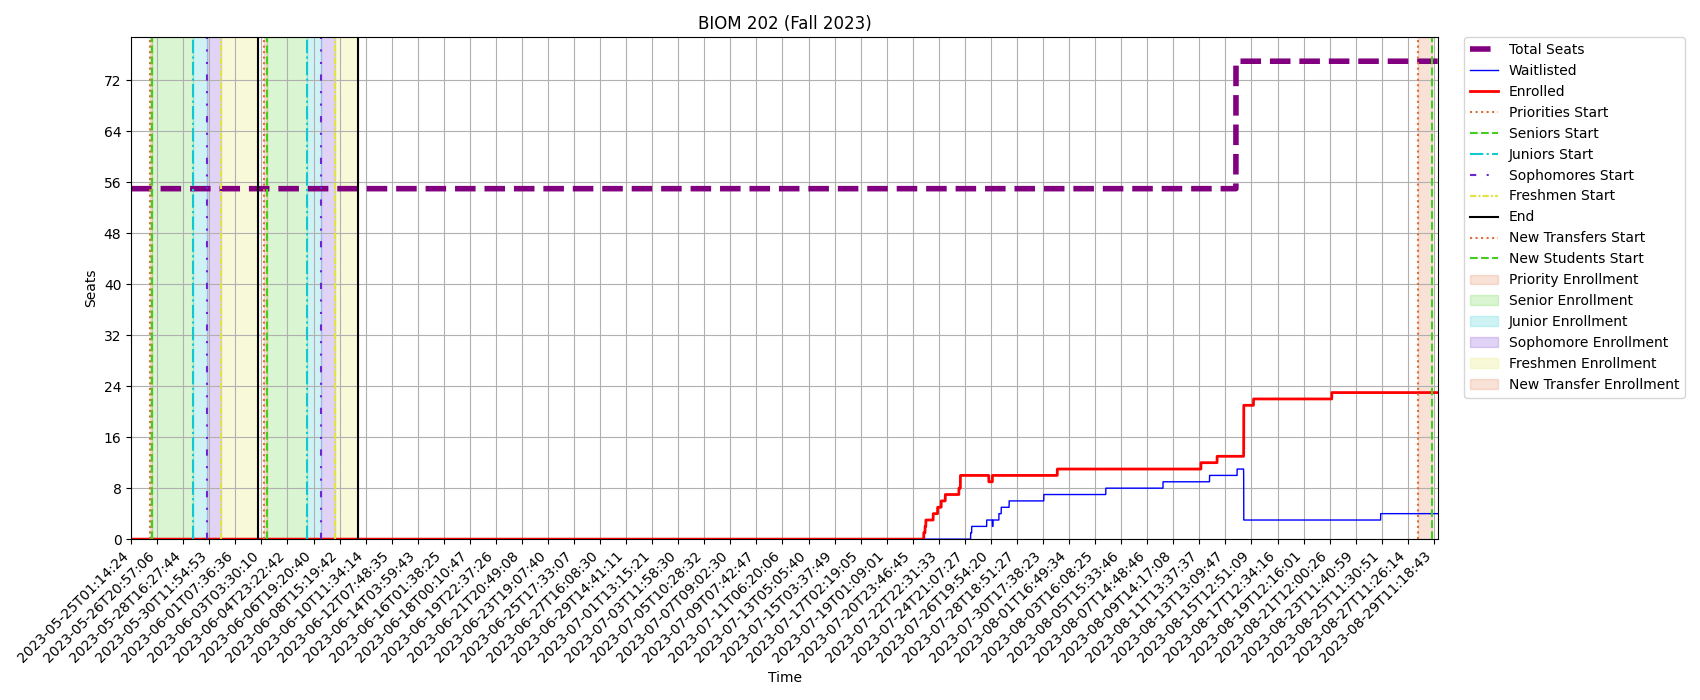 BIOM 202 (Fall 2023)
Seats
72
64
56
48
40
32
24
16
8
0
2023-05-25T01:14:24
2023-05-26T20:57:06
2023-05-28T16:27:44
2023-05-30T11:54:53
2023-06-01T07:36:36
2023-06-03T03:30:10
2023-06-04T23:22:42
2023-06-06T19:20:40
2023-06-08T15:19:42
2023-06-10T11:34:14
2023-06-12T07:48:35
2023-06-14T03:59:43
2023-06-16T01:38:25
2023-06-18T00:10:47
2023-06-19T22:37:26
2023-06-21T20:49:08
2023-06-23T19:07:40
2023-06-25T17:33:07
2023-06-27T16:08:30
2023-06-29T14:41:11
2023-07-01T13:15:21
2023-07-03T11:58:30
2023-07-05T10:28:32
2023-07-07T09:02:30
2023-07-09T07:42:47
2023-07-11T06:20:06
2023-07-13T05:05:40
2023-07-15T03:37:49
2023-07-17T02:19:05
2023-07-19T01:09:01
2023-07-20T23:46:45
2023-07-22T22:31:33
2023-07-24T21:07:27
2023-07-26T19:54:20
2023-07-28T18:51:27
2023-07-30T17:38:23
2023-08-01T16:49:34
2023-08-03T16:08:25
2023-08-05T15:33:46
2023-08-07T14:48:46
2023-08-09T14:17:08
2023-08-11T13:37:37
2023-08-13T13:09:47
2023-08-15T12:51:09
2023-08-17T12:34:16
2023-08-19T12:16:01
2023-08-21T12:00:26
2023-08-23T11:40:59
2023-08-25T11:30:51
2023-08-27T11:26:14
2023-08-29T11:18:43
Time
Total Seats
Waitlisted
Enrolled
Priorities Start
Seniors Start
Juniors Start
Sophomores Start
Freshmen Start
End
New Transfers Start
New Students Start
Priority Enrollment
Senior Enrollment
Junior Enrollment
Sophomore Enrollment
Freshmen Enrollment
New Transfer Enrollment